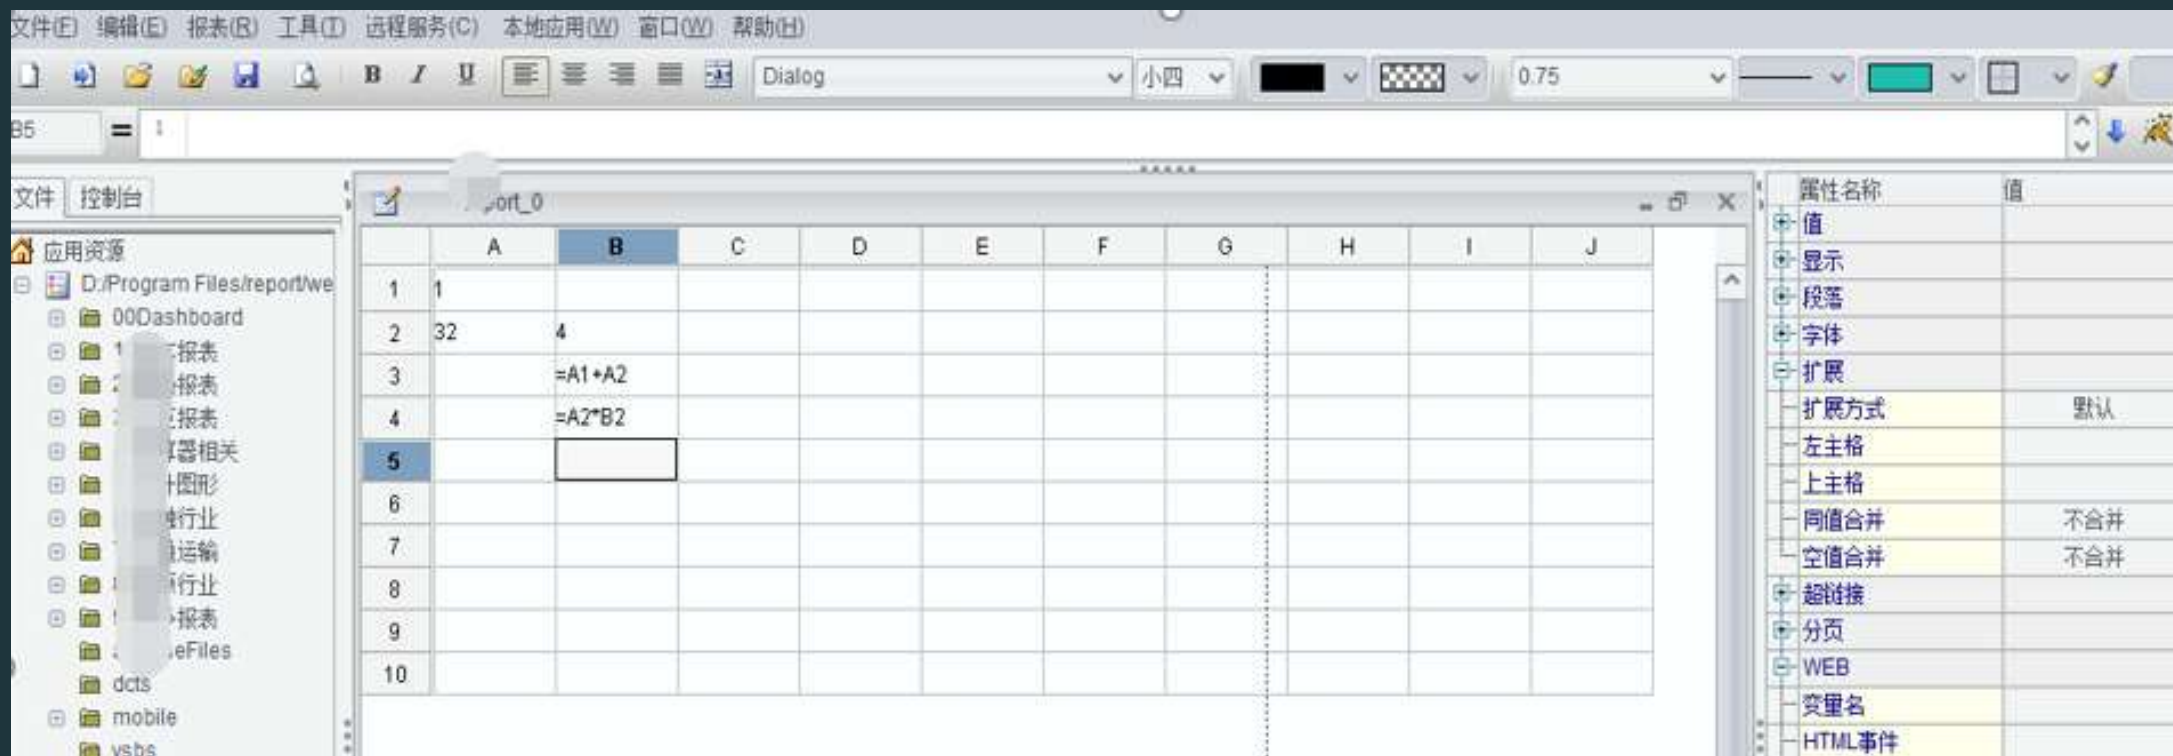 文件(F) 编辑(E) 报表(R) 工具(T) 远程服务(C) 本地应用(W) 窗口(W) 帮助(H)
B I U Dialog 小四 0.75
B5 = 1
文件 控制台
port_0
属性名称 值
应用资源
D:/Program Files/report/we
00Dashboard
报表
报表
报表
器相关
图形
行业
运输
行业
报表
eFiles
dcts
mobile
vsbs
A B C D E F G H I J
1 1
2 32 4
3 =A1+A2
4 =A2*B2
5
6
7
8
9
10
值
显示
段落
字体
扩展
扩展方式 默认
左主格
上主格
同值合并 不合并
空值合并 不合并
超链接
分页
WEB
变量名
HTML事件